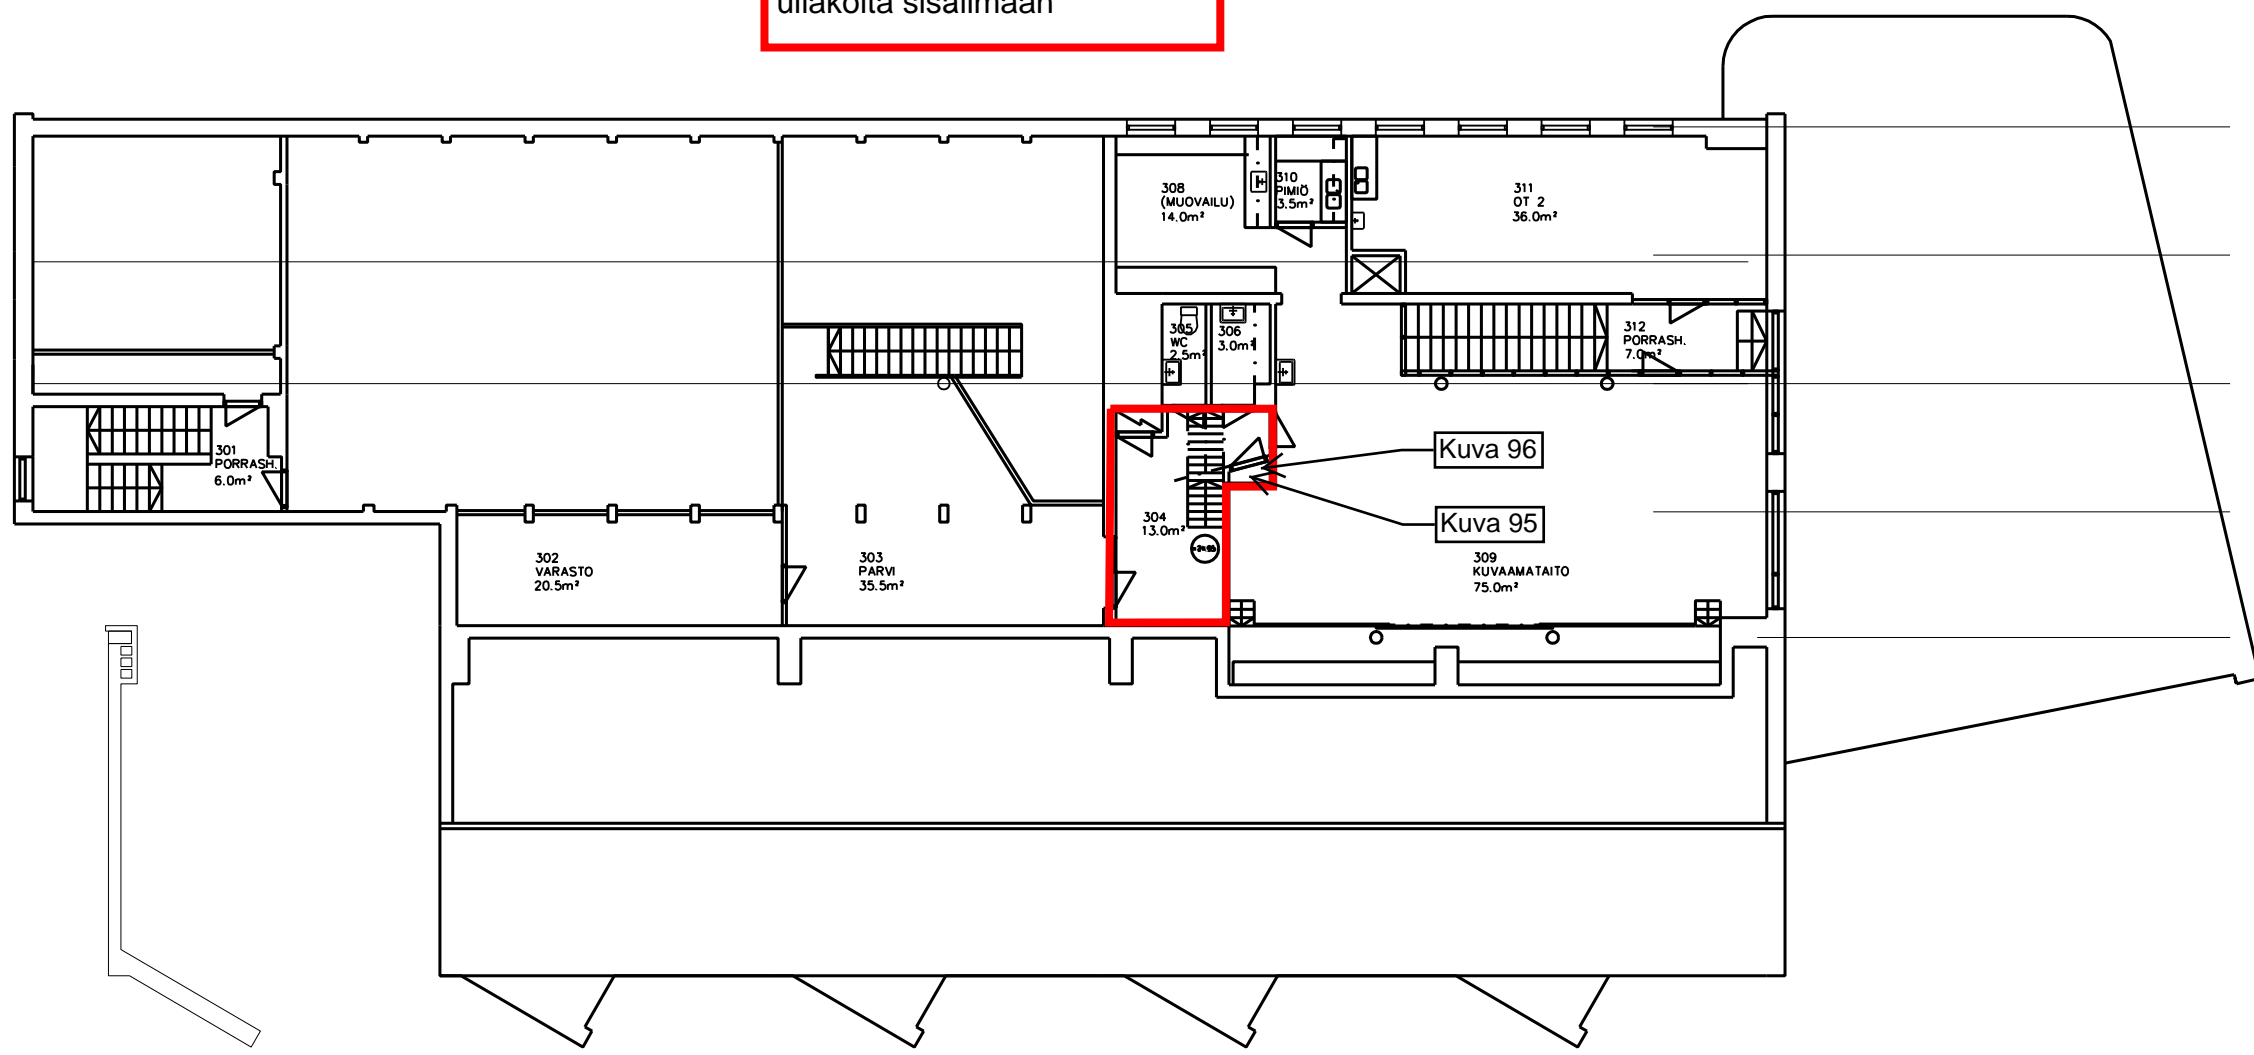 ullakolta sisäilmaan
308
(MUOVAILU)
14.0m²
310
PIMIÖ
3.5m²
311
OT 2
36.0m²
305
WC
2.5m²
306
3.0m²
312
PORRASH.
7.0m²
301
PORRASH.
6.0m²
Kuva 96
Kuva 95
304
13.0m²
302
VARASTO
20.5m²
303
PARVI
35.5m²
309
KUVAAMATAITO
75.0m²